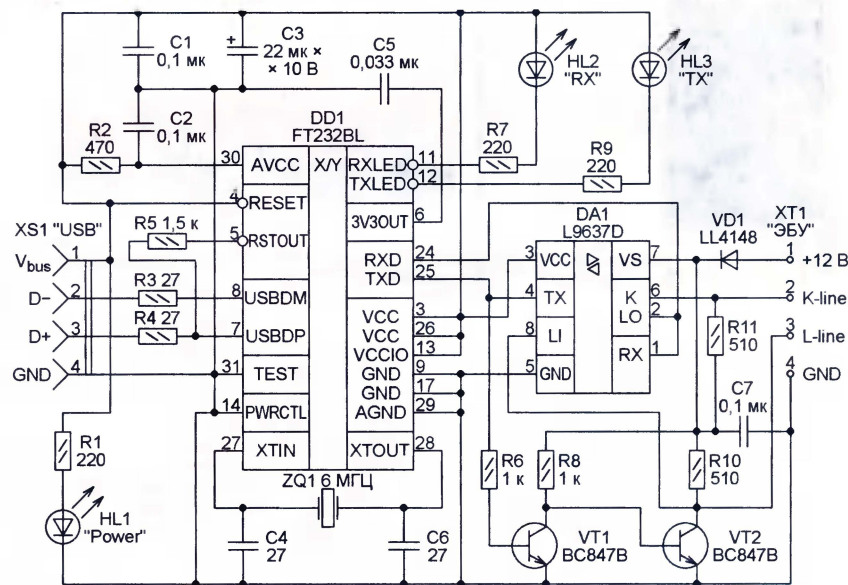 C1
0,1 мк
+
C3
22 мк ×
× 10 В
C5
0,033 мк
HL2
"RX"
HL3
"TX"
C2
0,1 мк
R2
470
DD1
FT232BL
R7
220
R9
220
30
AVCC
X/Y
RXLED
11
TXLED
12
4
RESET
3V3OUT
6
XS1 "USB"
R5 1,5 к
5
RSTOUT
DA1
L9637D
VD1
LL4148
XT1
"ЭБУ"
Vbus
1
RXD
24
TXD
25
3
VCC
VS
7
1
+12 В
D−
2
R3 27
8
USBDM
4
TX
K
6
2
K-line
LO
2
D+
3
R4 27
7
USBDP
VCC
3
VCC
26
VCCIO
13
8
LI
RX
1
R11
510
3
L-line
GND
4
31
TEST
GND
9
GND
17
AGND
29
5
GND
4
GND
14
PWRCTL
C7
0,1 мк
R1
220
27
XTIN
XTOUT
28
R6
1 к
R8
1 к
R10
510
ZQ1 6 МГЦ
HL1
"Power"
C4
27
C6
27
VT1
BC847B
VT2
BC847B